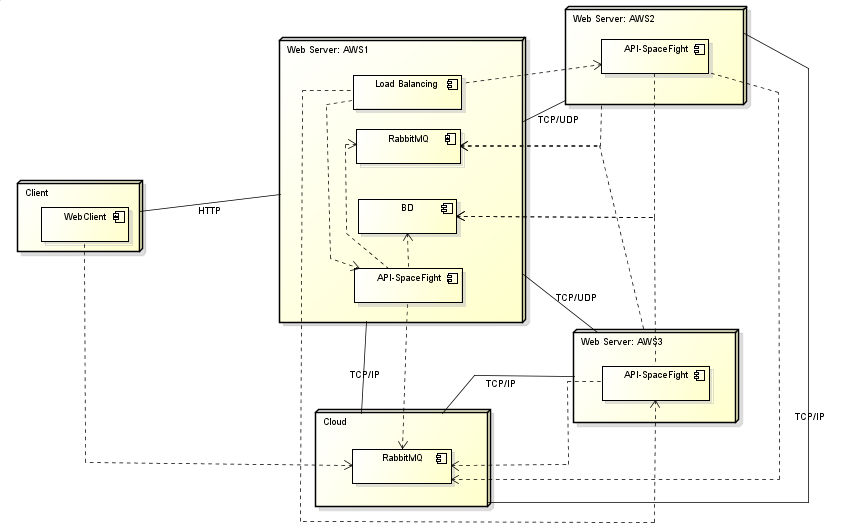 Web Server: AWS2
API-SpaceFight
Web Server: AWS1
Load Balancing
TCP/UDP
RabbitMQ
Client
WebClient
HTTP
BD
API-SpaceFight
TCP/UDP
Web Server: AWS3
API-SpaceFight
TCP/IP
TCP/IP
TCP/IP
Cloud
RabbitMQ